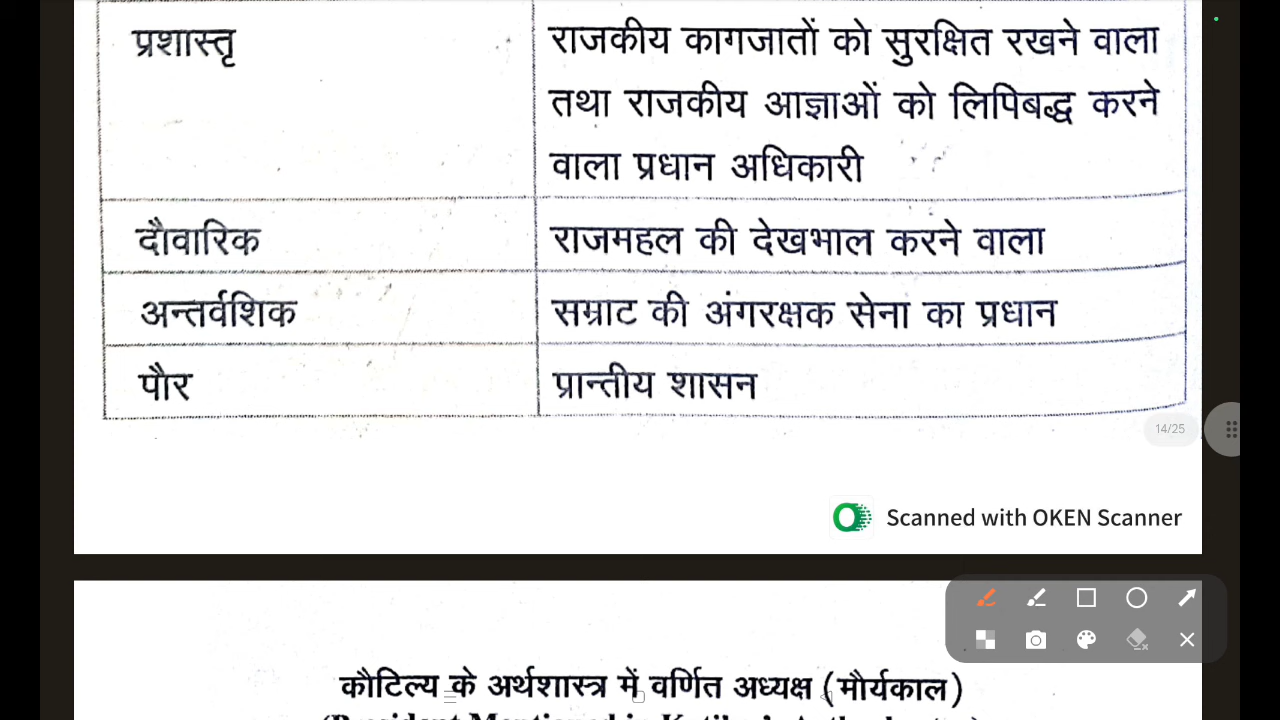 प्रशास्तृ
राजकीय कागजातों को सुरक्षित रखने वाला
तथा राजकीय आज्ञाओं को लिपिबद्ध करने
वाला प्रधान अधिकारी
दौवारिक
राजमहल की देखभाल करने वाला
अन्तर्वशिक
सम्राट की अंगरक्षक सेना का प्रधान
पौर
प्रान्तीय शासन
14/25
Scanned with OKEN Scanner
कौटिल्य के अर्थशास्त्र में वर्णित अध्यक्ष (मौर्यकाल)